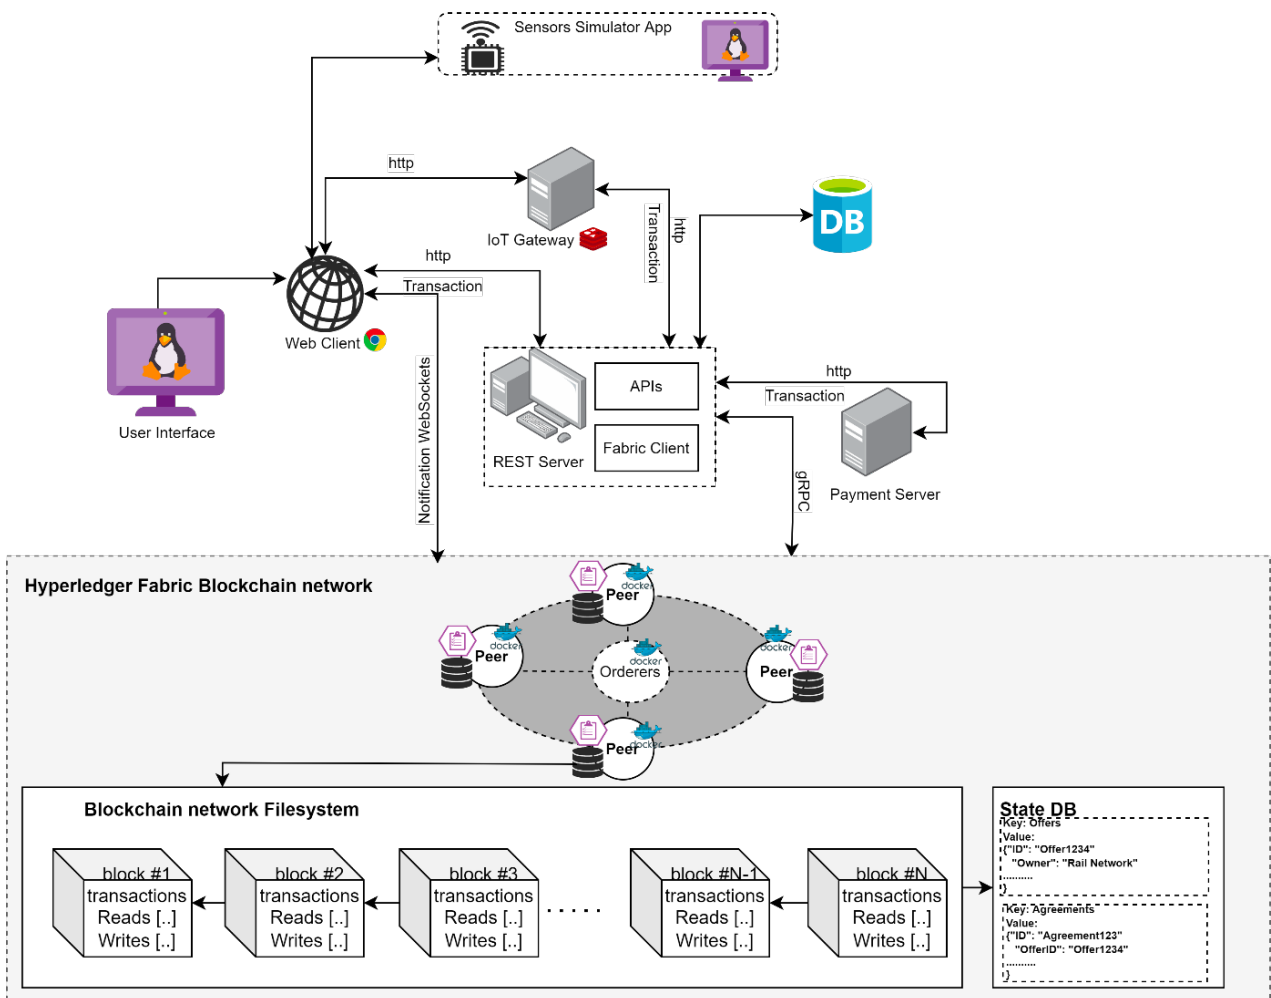 Sensors Simulator App
http
IoT Gateway
Transaction
http
DB
http
Transaction
Web Client
User Interface
Notification WebSockets
APIs
Fabric Client
REST Server
http
Transaction
Payment Server
gRPC
Hyperledger Fabric Blockchain network
docker
Peer
docker
Peer
docker
Orderers
docker
Peer
docker
Peer
Blockchain network Filesystem
block #1
transactions
Reads [..]
Writes [..]
block #2
transactions
Reads [..]
Writes [..]
block #3
transactions
Reads [..]
Writes [..]
. . . . .
block #N-1
transactions
Reads [..]
Writes [..]
block #N
transactions
Reads [..]
Writes [..]
State DB
Key: Offers
Value:
{"ID": "Offer1234"
"Owner": "Rail Network"
..........
}
Key: Agreements
Value:
{"ID": "Agreement123"
"OfferID": "Offer1234"
..........
}